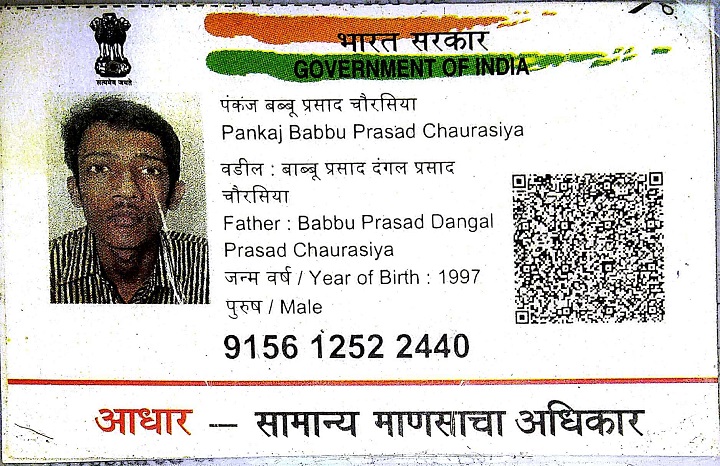 भारत सरकार
GOVERNMENT OF INDIA
सत्यमेव जयते
पंकज बब्बू प्रसाद चौरसिया
Pankaj Babbu Prasad Chaurasiya
वडील : बाब्बू प्रसाद दंगल प्रसाद
चौरसिया
Father : Babbu Prasad Dangal
Prasad Chaurasiya
जन्म वर्ष / Year of Birth : 1997
पुरुष / Male
9156 1252 2440
आधार — सामान्य माणसाचा अधिकार